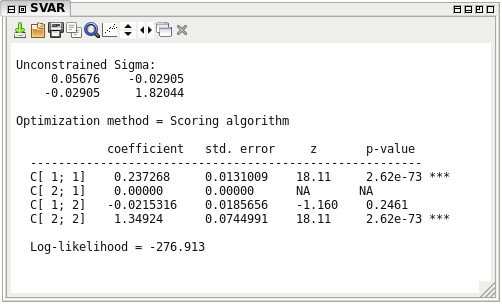 SVAR
Unconstrained Sigma:
0.05676 -0.02905
-0.02905 1.82044
Optimization method = Scoring algorithm
coefficient std. error z p-value
---------------------------------------------------------
C[ 1; 1] 0.237268 0.0131009 18.11 2.62e-73 ***
C[ 2; 1] 0.00000 0.00000 NA NA
C[ 1; 2] -0.0215316 0.0185656 -1.160 0.2461
C[ 2; 2] 1.34924 0.0744991 18.11 2.62e-73 ***
Log-likelihood = -276.913